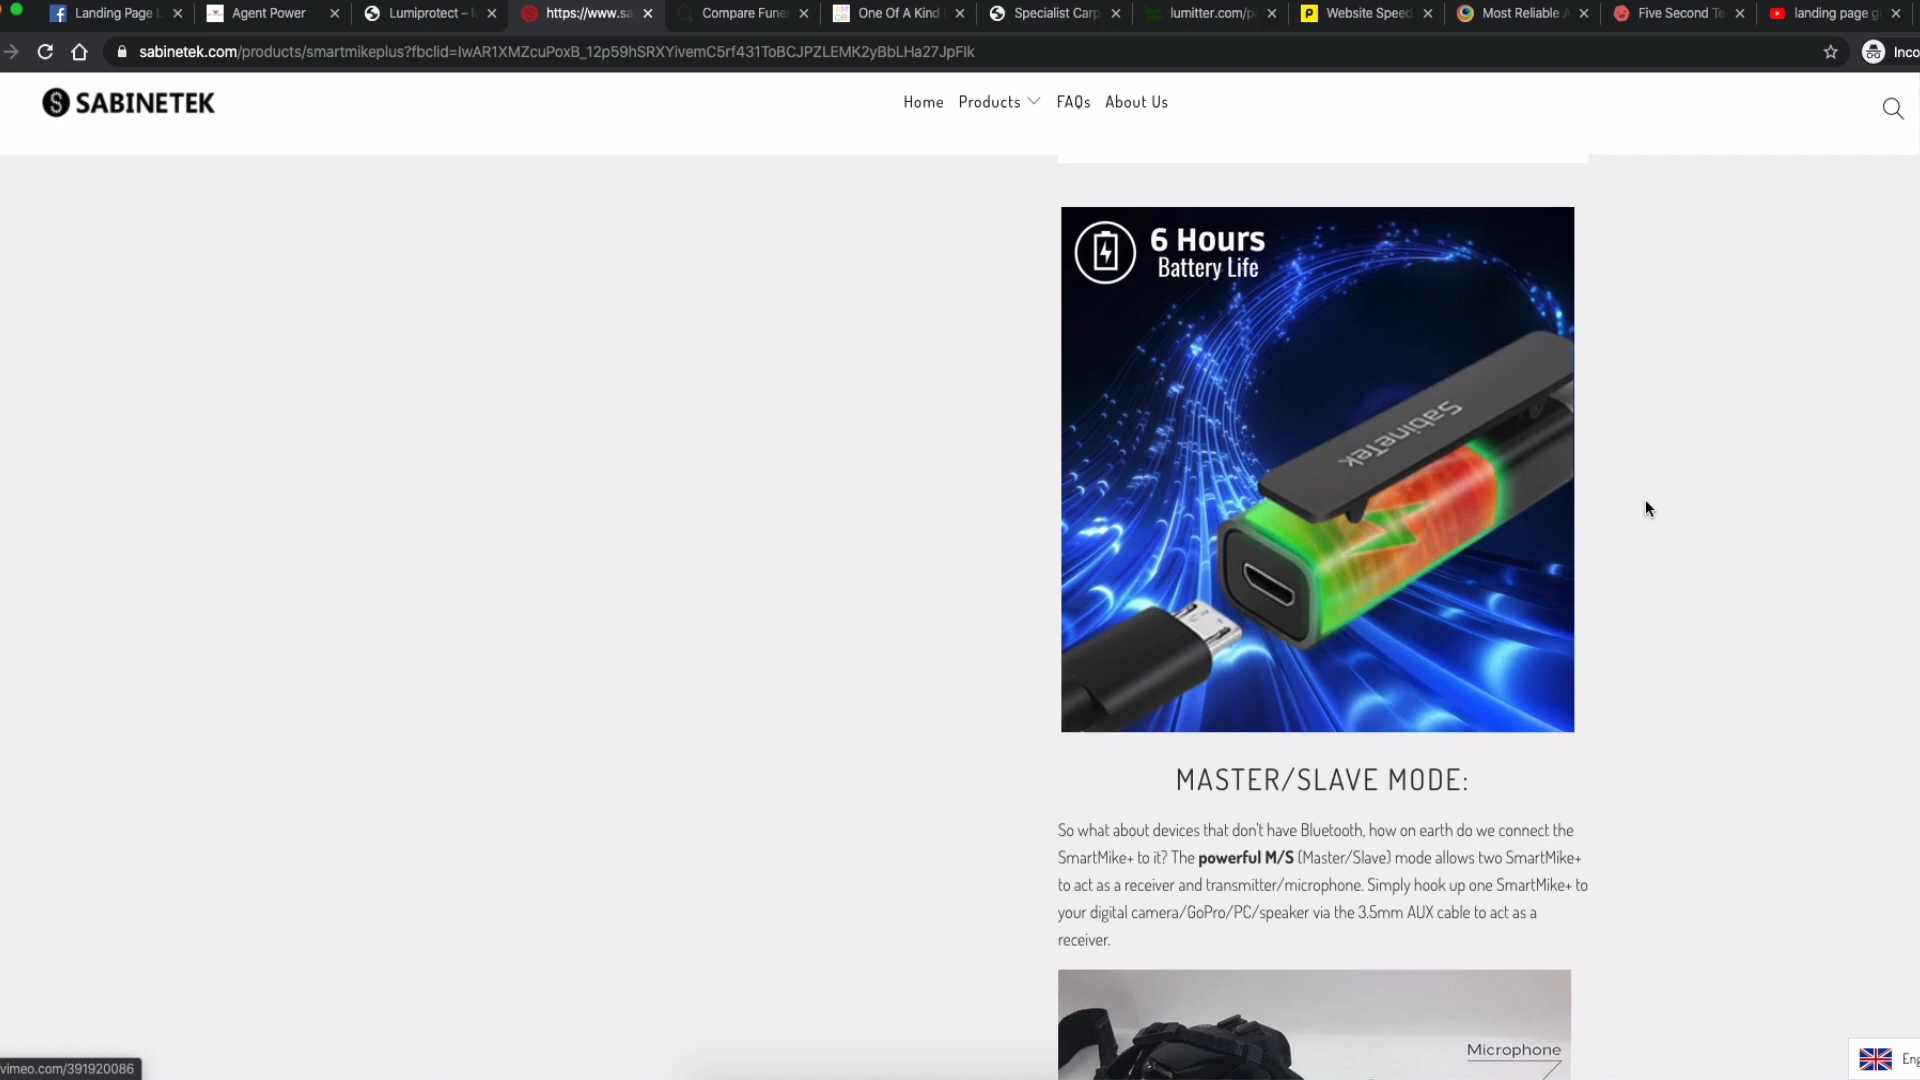 Landing Page L
Agent Power
Lumiprotect – l
https://www.sa
Compare Fune
One Of A Kind
Specialist Carp
lumitter.com/p
Website Speed
Most Reliable A
Five Second Te
landing page g
sabinetek.com/products/smartmikeplus?fbclid=IwAR1XMZcuPoxB_12p59hSRXYivemC5rf431ToBCJPZLEMK2yBbLHa27JpFIk
Inco
SABINETEK
Home Products FAQs About Us
6 Hours
Battery Life
SabineTek
MASTER/SLAVE MODE:
So what about devices that don't have Bluetooth, how on earth do we connect the
SmartMike+ to it? The powerful M/S (Master/Slave) mode allows two SmartMike+
to act as a receiver and transmitter/microphone. Simply hook up one SmartMike+ to
your digital camera/GoPro/PC/speaker via the 3.5mm AUX cable to act as a
receiver.
Microphone
vimeo.com/391920086
Eng